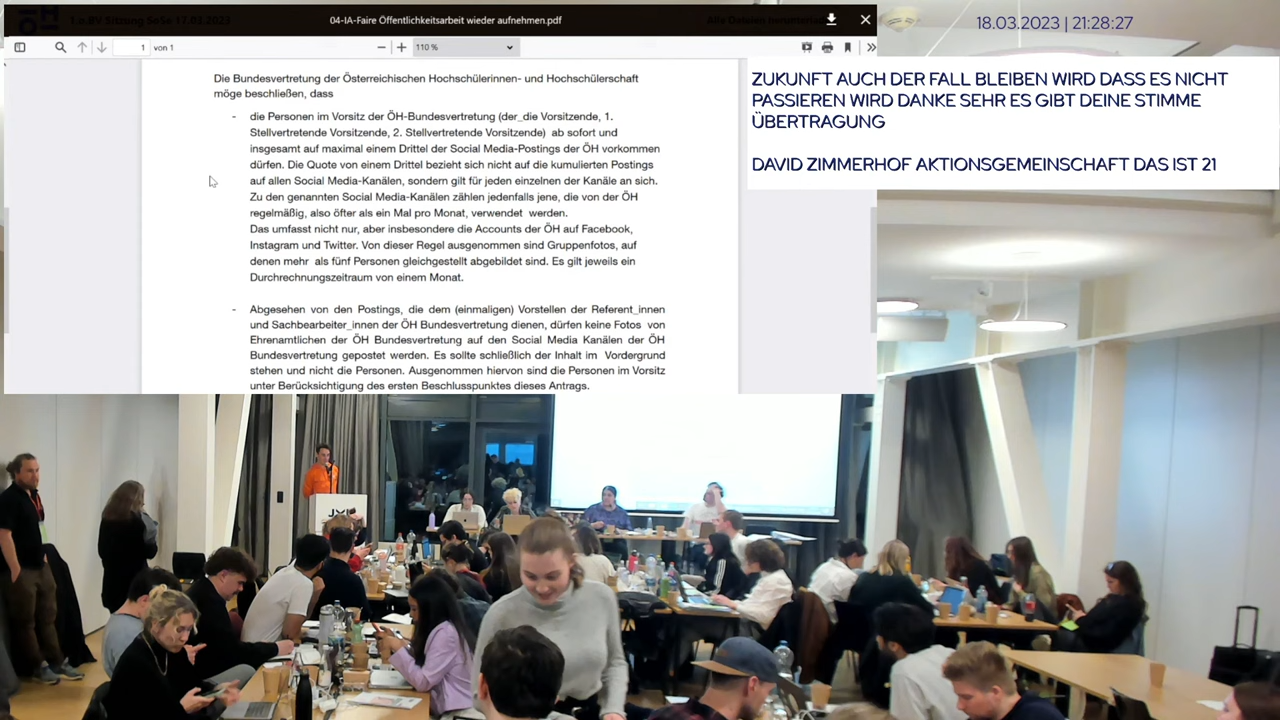 1.o.BV Sitzung SoSe 17.03.2023
04-IA-Faire Öffentlichkeitsarbeit wieder aufnehmen.pdf
18.03.2023 | 21:28:27
1 von 1
110 %
Die Bundesvertretung der Österreichischen Hochschülerinnen- und Hochschülerschaft
möge beschließen, dass
- die Personen im Vorsitz der ÖH-Bundesvertretung (der_die Vorsitzende, 1.
Stellvertretende Vorsitzende, 2. Stellvertretende Vorsitzende) ab sofort und
insgesamt auf maximal einem Drittel der Social Media-Postings der ÖH vorkommen
dürfen. Die Quote von einem Drittel bezieht sich nicht auf die kumulierten Postings
auf allen Social Media-Kanälen, sondern gilt für jeden einzelnen der Kanäle an sich.
Zu den genannten Social Media-Kanälen zählen jedenfalls jene, die von der ÖH
regelmäßig, also öfter als ein Mal pro Monat, verwendet werden.
Das umfasst nicht nur, aber insbesondere die Accounts der ÖH auf Facebook,
Instagram und Twitter. Von dieser Regel ausgenommen sind Gruppenfotos, auf
denen mehr als fünf Personen gleichgestellt abgebildet sind. Es gilt jeweils ein
Durchrechnungszeitraum von einem Monat.
- Abgesehen von den Postings, die dem (einmaligen) Vorstellen der Referent_innen
und Sachbearbeiter_innen der ÖH Bundesvertretung dienen, dürfen keine Fotos von
Ehrenamtlichen der ÖH Bundesvertretung auf den Social Media Kanälen der ÖH
Bundesvertretung gepostet werden. Es sollte schließlich der Inhalt im Vordergrund
stehen und nicht die Personen. Ausgenommen hiervon sind die Personen im Vorsitz
unter Berücksichtigung des ersten Beschlusspunktes dieses Antrags.
ZUKUNFT AUCH DER FALL BLEIBEN WIRD DASS ES NICHT
PASSIEREN WIRD DANKE SEHR ES GIBT DEINE STIMME
ÜBERTRAGUNG
DAVID ZIMMERHOF AKTIONSGEMEINSCHAFT DAS IST 21